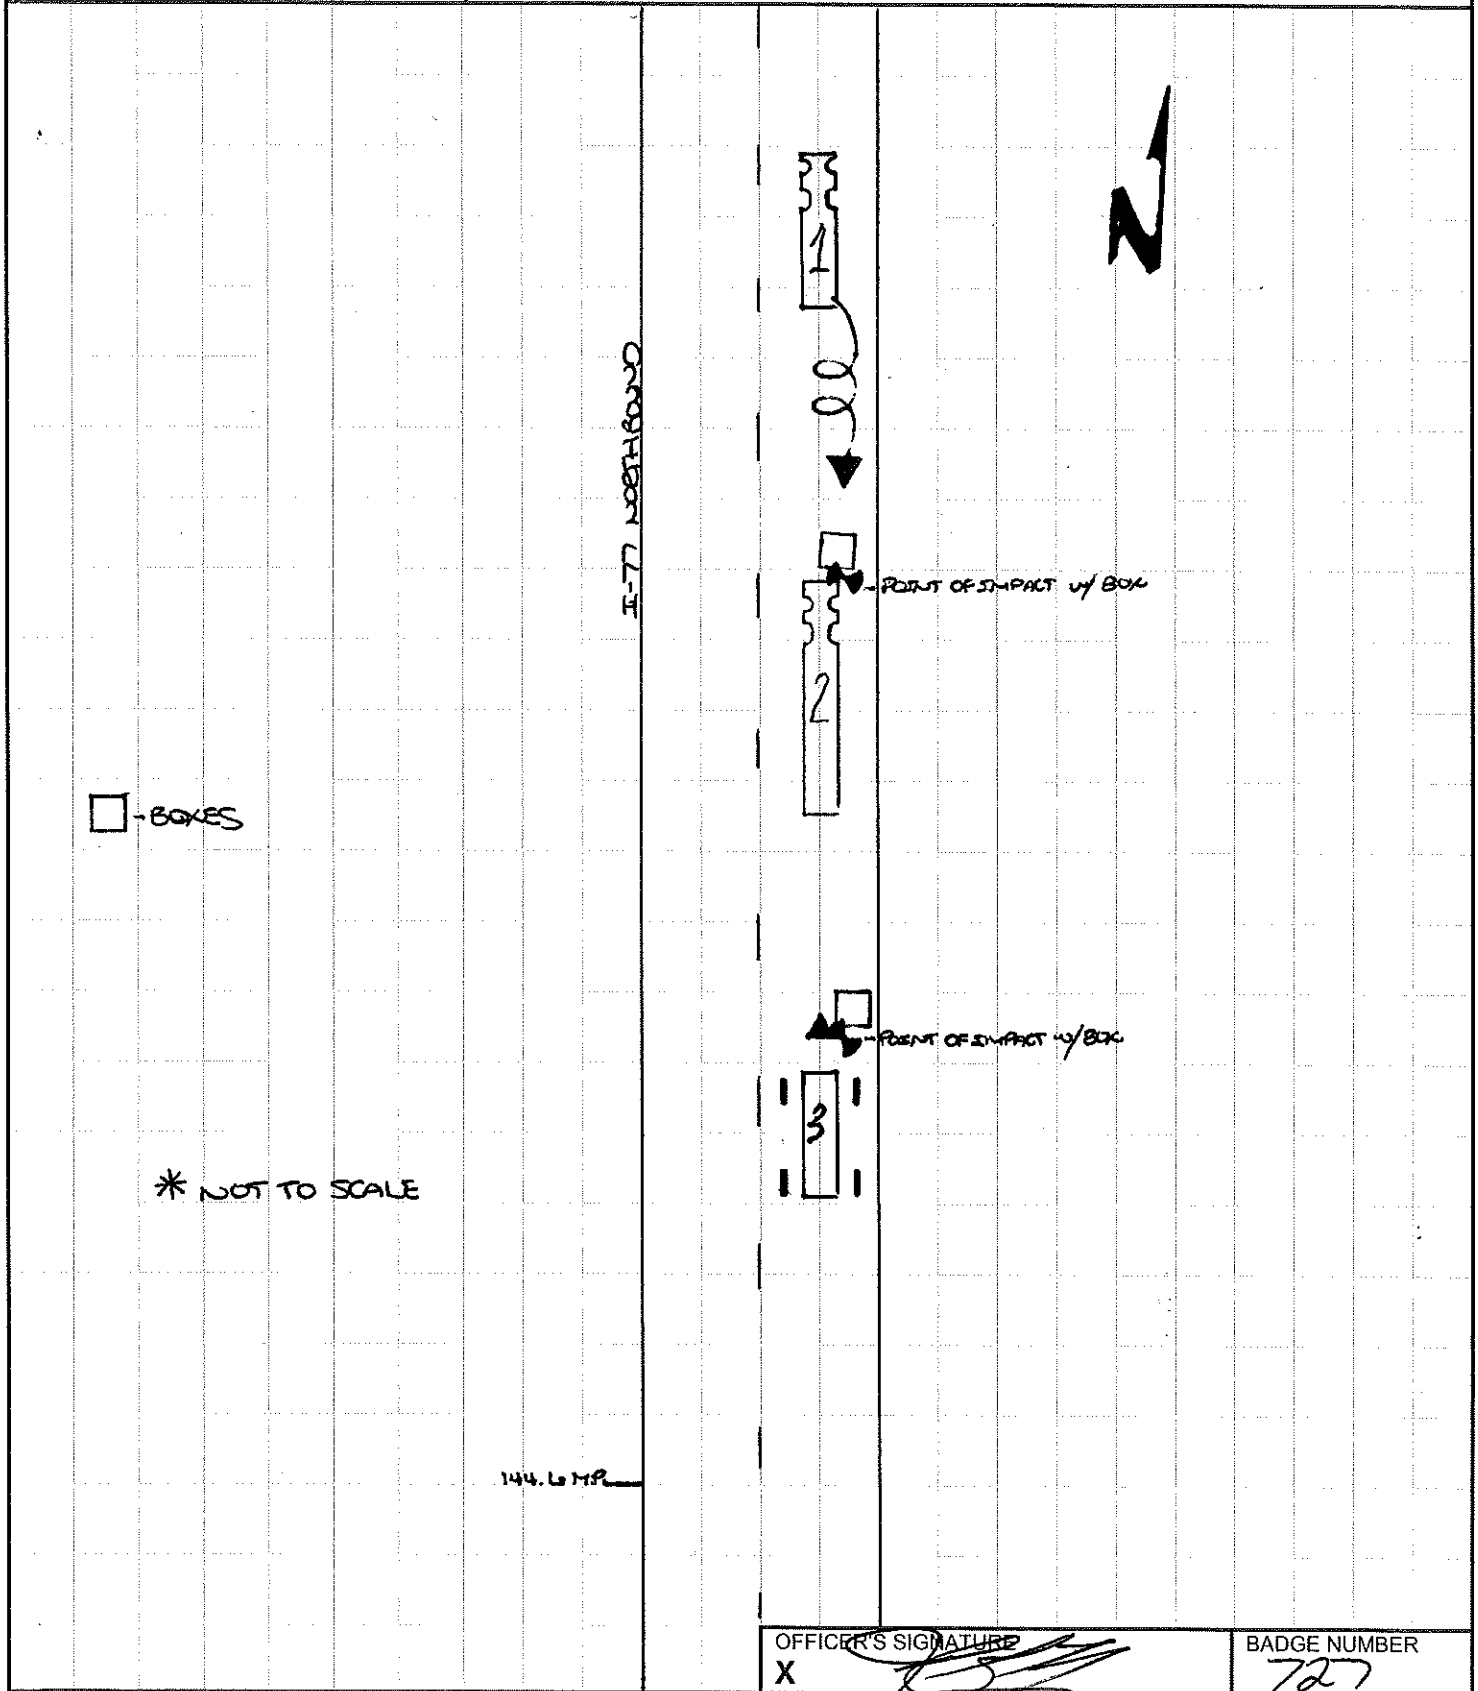 1
I-77 NORTHBOUND
- POINT OF IMPACT W/ BOX
2
- BOXES
- POINT OF IMPACT W/ BOX
3
* NOT TO SCALE
144.6 MP
OFFICER'S SIGNATURE
X
BADGE NUMBER
727
N